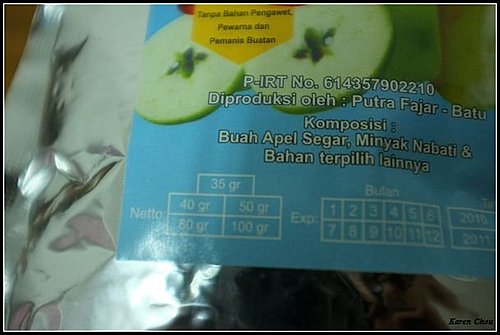 Tanpa Bahan Pengawet,
Pewarna dan
Pemanis Buatan
P-IRT No. 614357902210
Diproduksi oleh : Putra Fajar - Batu
Komposisi :
Buah Apel Segar, Minyak Nabati &
Bahan terpilih lainnya
35 gr
Netto: 40 gr 50 gr
80 gr 100 gr
Bulan
Exp: 1 2 3 4 5 6
7 8 9 10 11 12
2010
2011
Karen Chou